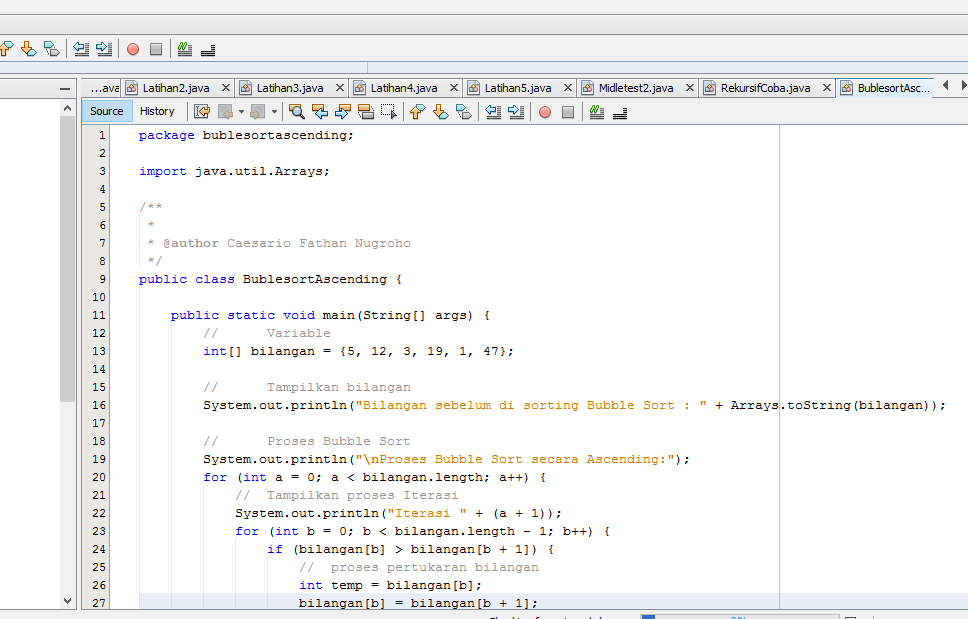 ...ava Latihan2.java Latihan3.java Latihan4.java Latihan5.java Midletest2.java RekursifCoba.java BublesortAsc...
Source History
1 package bublesortascending;
2
3 import java.util.Arrays;
4
5 /**
6 *
7 * @author Caesario Fathan Nugroho
8 */
9 public class BublesortAscending {
10
11 public static void main(String[] args) {
12 // Variable
13 int[] bilangan = {5, 12, 3, 19, 1, 47};
14
15 // Tampilkan bilangan
16 System.out.println("Bilangan sebelum di sorting Bubble Sort : " + Arrays.toString(bilangan));
17
18 // Proses Bubble Sort
19 System.out.println("\nProses Bubble Sort secara Ascending:");
20 for (int a = 0; a < bilangan.length; a++) {
21 // Tampilkan proses Iterasi
22 System.out.println("Iterasi " + (a + 1));
23 for (int b = 0; b < bilangan.length - 1; b++) {
24 if (bilangan[b] > bilangan[b + 1]) {
25 // proses pertukaran bilangan
26 int temp = bilangan[b];
27 bilangan[b] = bilangan[b + 1];